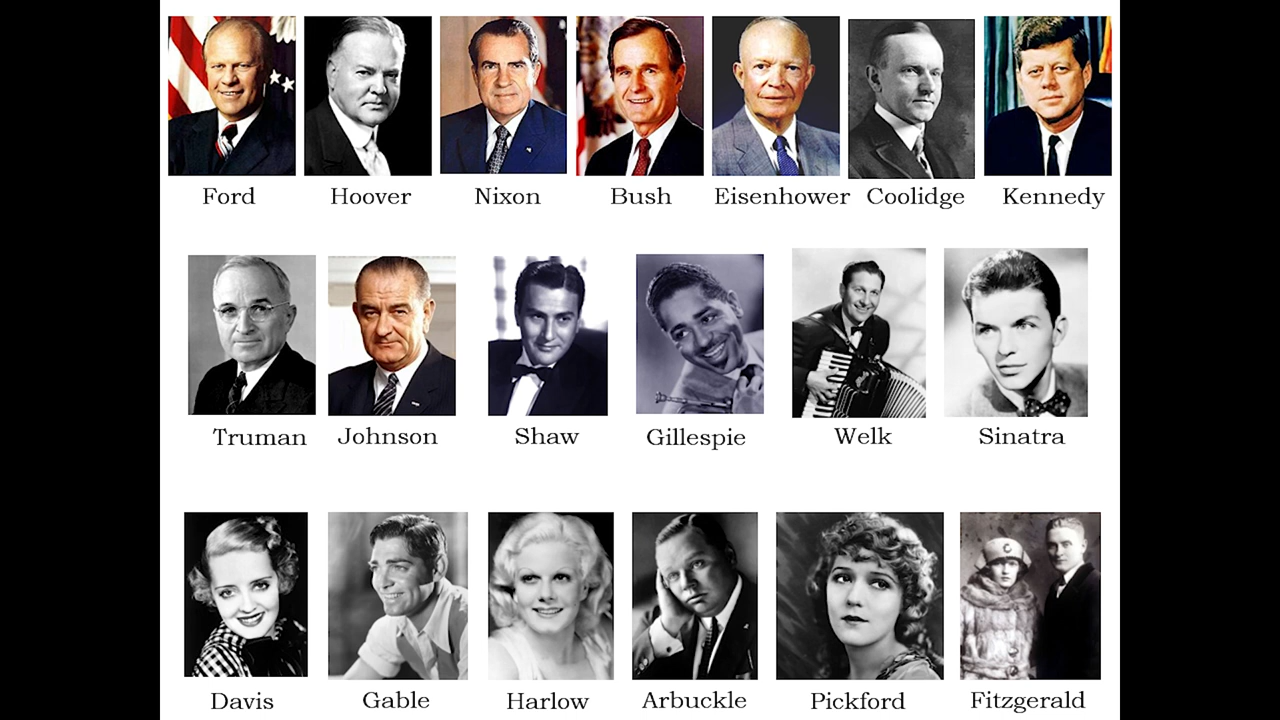 Ford Hoover Nixon Bush Eisenhower Coolidge Kennedy
Truman Johnson Shaw Gillespie Welk Sinatra
Davis Gable Harlow Arbuckle Pickford Fitzgerald